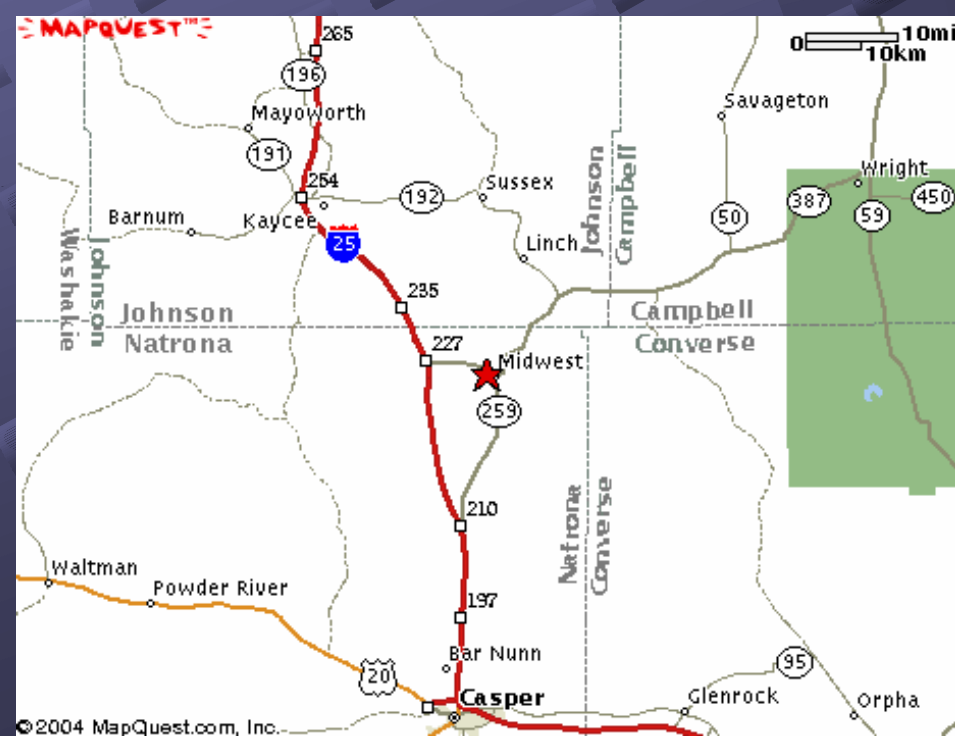 MAPQUEST™
265
0 10mi
10km
196
Mayoworth
Savageton
191
Wright
254
192
Sussex
387
450
Kaycee
50
59
Barnum
25
Linch
Johnson
Campbell
Washakie
Johnson
235
Johnson
Natrona
Campbell
Converse
227
Midwest
259
210
Natrona
Converse
Waltman
Powder River
197
Bar Nunn
95
20
Casper
Glenrock
Orpha
©2004 MapQuest.com, Inc.